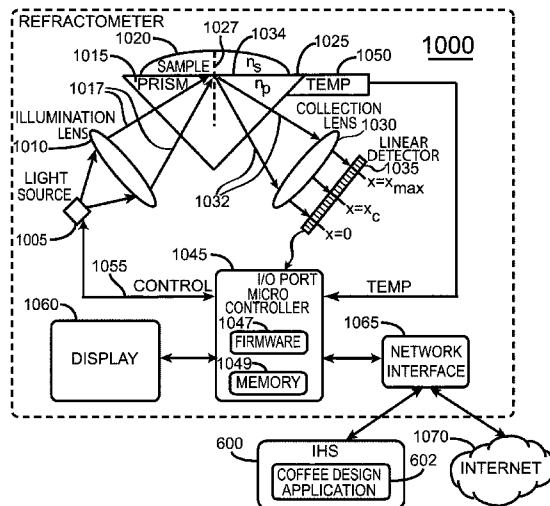 REFRACTOMETER
1000
1020
1027
1034
1015
1025
1050
SAMPLE
nₛ
PRISM
nₚ
TEMP
1017
ILLUMINATION
LENS
1010
COLLECTION
LENS
1030
LINEAR
DETECTOR
1035
LIGHT
SOURCE
1005
1032
x=xmax
x=xc
x=0
1055
1045
CONTROL
I/O PORT
TEMP
MICRO
CONTROLLER
1060
1047
FIRMWARE
1065
DISPLAY
1049
MEMORY
NETWORK
INTERFACE
600
IHS
602
1070
COFFEE DESIGN
APPLICATION
INTERNET